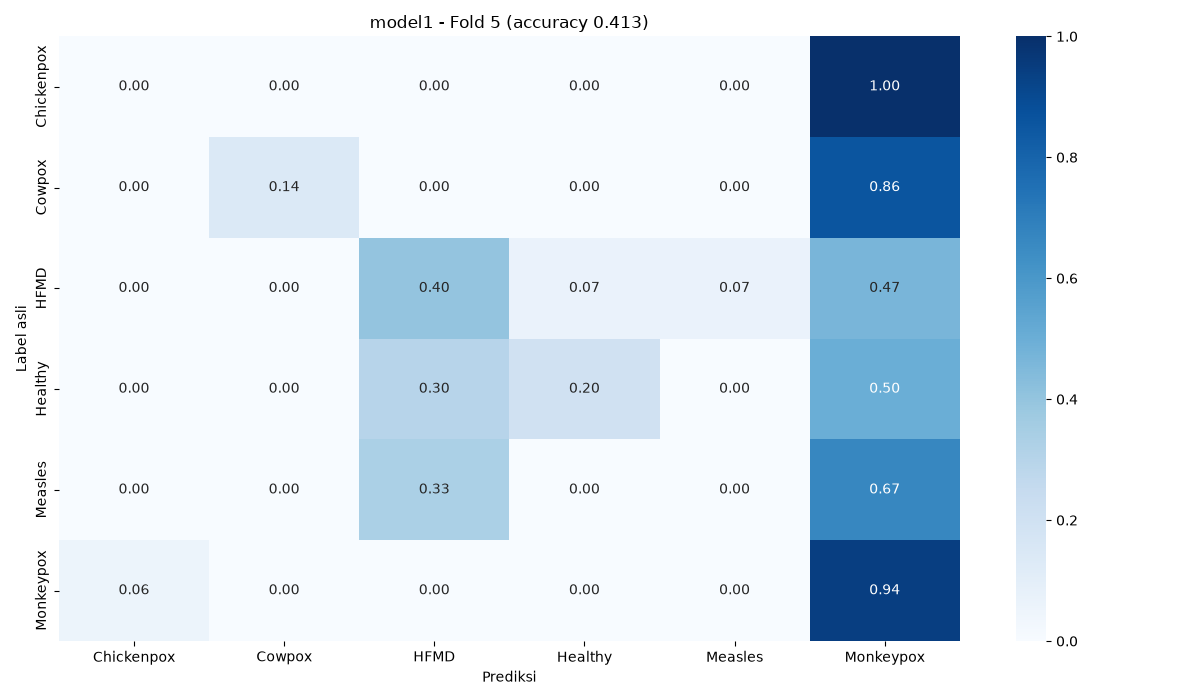 model1 - Fold 5 (accuracy 0.413)
Label asli
Chickenpox 0.00 0.00 0.00 0.00 0.00 1.00
Cowpox 0.00 0.14 0.00 0.00 0.00 0.86
HFMD 0.00 0.00 0.40 0.07 0.07 0.47
Healthy 0.00 0.00 0.30 0.20 0.00 0.50
Measles 0.00 0.00 0.33 0.00 0.00 0.67
Monkeypox 0.06 0.00 0.00 0.00 0.00 0.94
Chickenpox Cowpox HFMD Healthy Measles Monkeypox
Prediksi
1.0
0.8
0.6
0.4
0.2
0.0